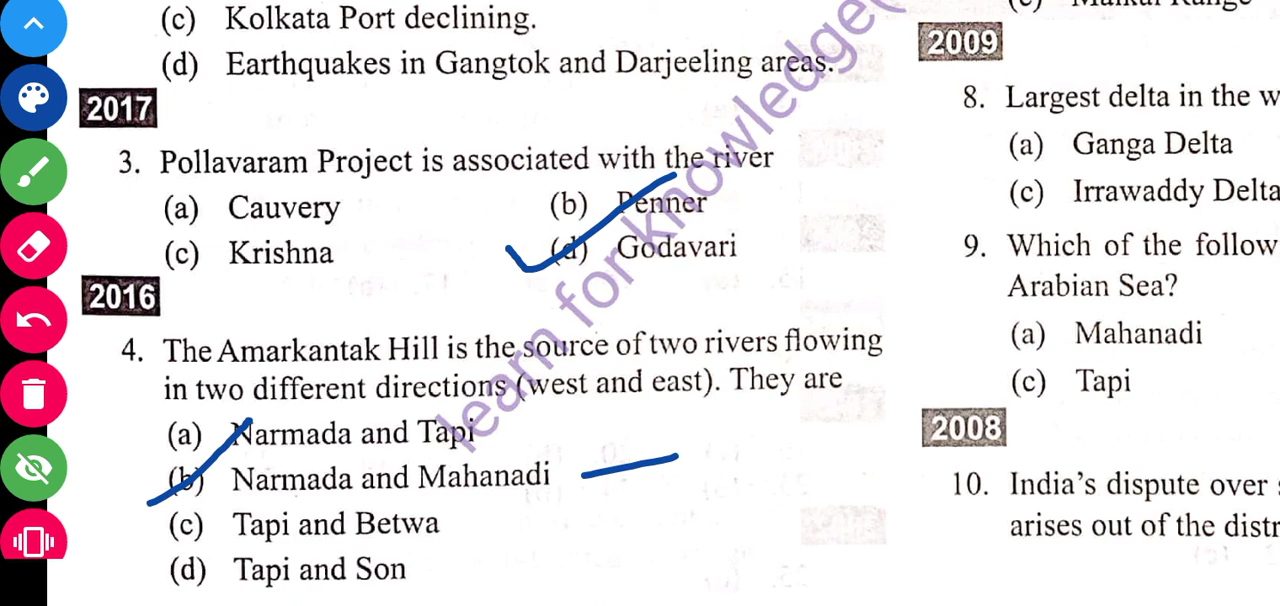 (c) Kolkata Port declining.
(d) Earthquakes in Gangtok and Darjeeling areas.
2017
3. Pollavaram Project is associated with the river
(a) Cauvery (b) Penner
(c) Krishna (d) Godavari
2016
4. The Amarkantak Hill is the source of two rivers flowing
in two different directions (west and east). They are
(a) Narmada and Tapi
(b) Narmada and Mahanadi
(c) Tapi and Betwa
(d) Tapi and Son
learn for knowledge
2009
8. Largest delta in the w
(a) Ganga Delta
(c) Irrawaddy Delta
9. Which of the follow
Arabian Sea?
(a) Mahanadi
(c) Tapi
2008
10. India's dispute over
arises out of the distr